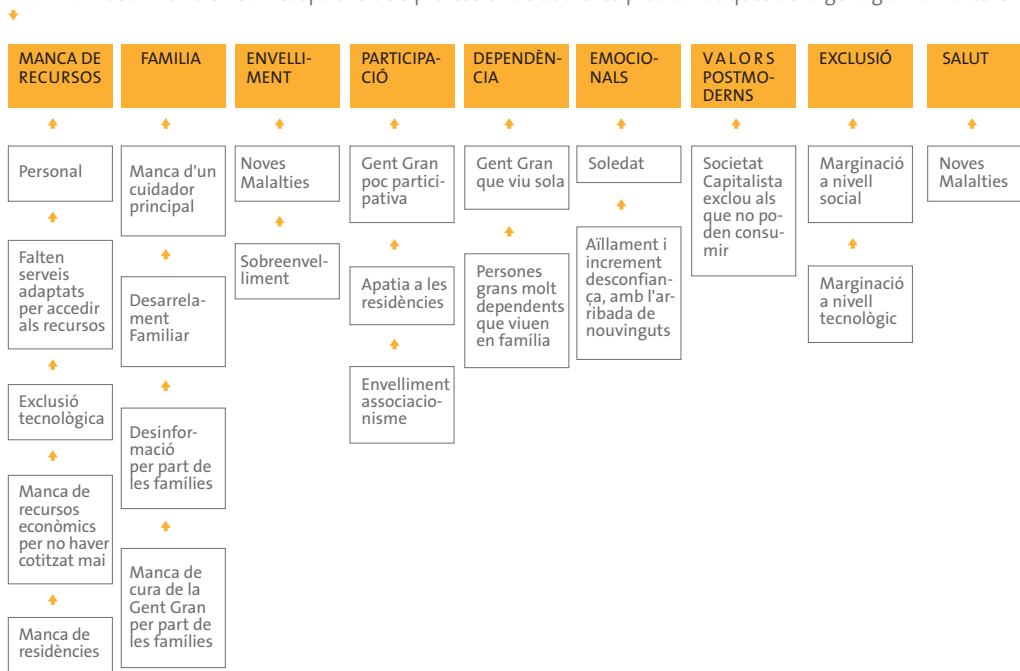 MANCA DE
RECURSOS
Personal
Falten
serveis
adaptats
per accedir
als recursos
Exclusió
tecnològica
Manca de
recursos
econòmics
per no haver
cotitzat mai
Manca de
residències
FAMILIA
Manca d'un
cuidador
principal
Desarrela-
ment
Familiar
Desinfor-
mació
per part de
les famílies
Manca de
cura de la
Gent Gran
per part de
les famílies
ENVELLI-
MENT
Noves
Malalties
Sobreenvel-
lliment
PARTICIPA-
CIÓ
Gent Gran
poc partici-
pativa
Apatia a les
residències
Envelliment
associacio-
nisme
DEPENDÈN-
CIA
Gent Gran
que viu sola
Persones
grans molt
dependents
que viuen
en família
EMOCIO-
NALS
Soledat
Aïllament i
increment
desconfian-
ça, amb l'ar-
ribada de
nouvinguts
VALORS
POSTMO-
DERNS
Societat
Capitalista
exclou als
que no po-
den consu-
mir
EXCLUSIÓ
Marginació
a nivell
social
Marginació
a nivell
tecnològic
SALUT
Noves
Malalties